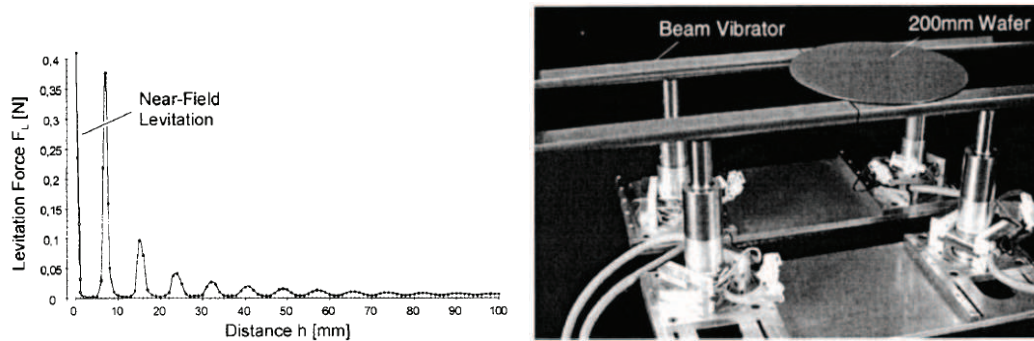 Levitation Force F_L [N]
0,4
0,35
0,3
0,25
0,2
0,15
0,1
0,05
0
Near-Field
Levitation
0 10 20 30 40 50 60 70 80 90 100
Distance h [mm]
Beam Vibrator
200mm Wafer